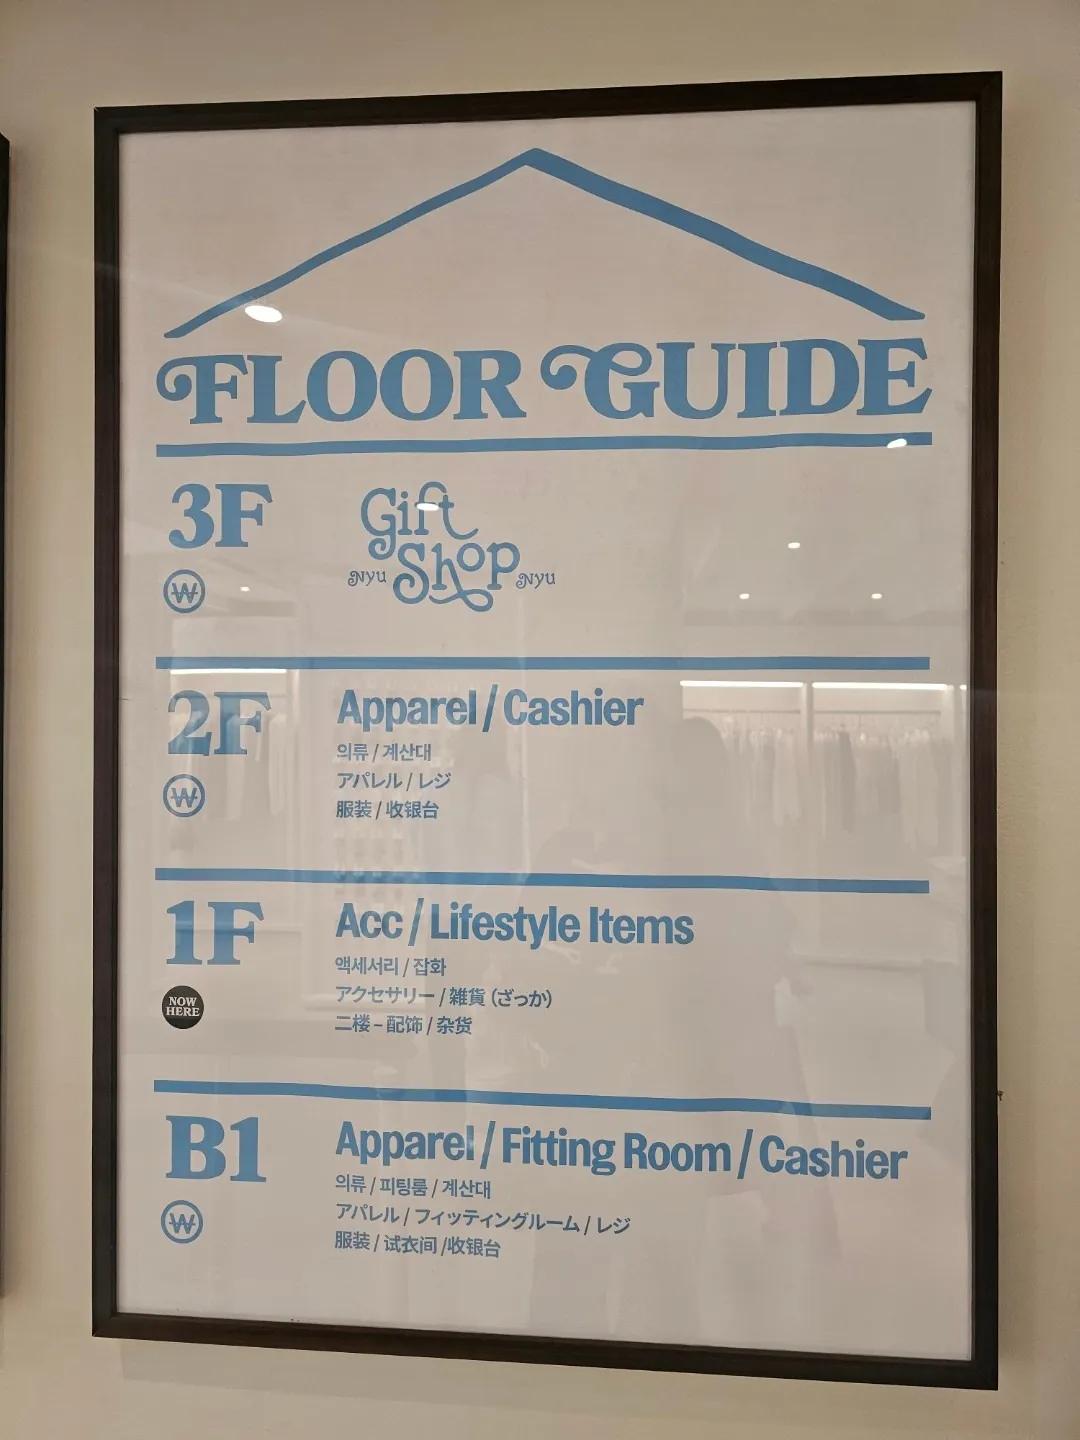 FLOOR GUIDE
3F
Gift
Nyu Shop Nyu
W
2F
Apparel / Cashier
의류 / 계산대
アパレル / レジ
W
服装 / 收银台
1F
Acc / Lifestyle Items
액세서리 / 잡화
アクセサリー / 雑貨 (ざっか)
NOW
HERE
二楼 – 配饰 / 杂货
B1
Apparel / Fitting Room / Cashier
의류 / 피팅룸 / 계산대
アパレル / フィッティングルーム / レジ
W
服装 / 试衣间 /收银台